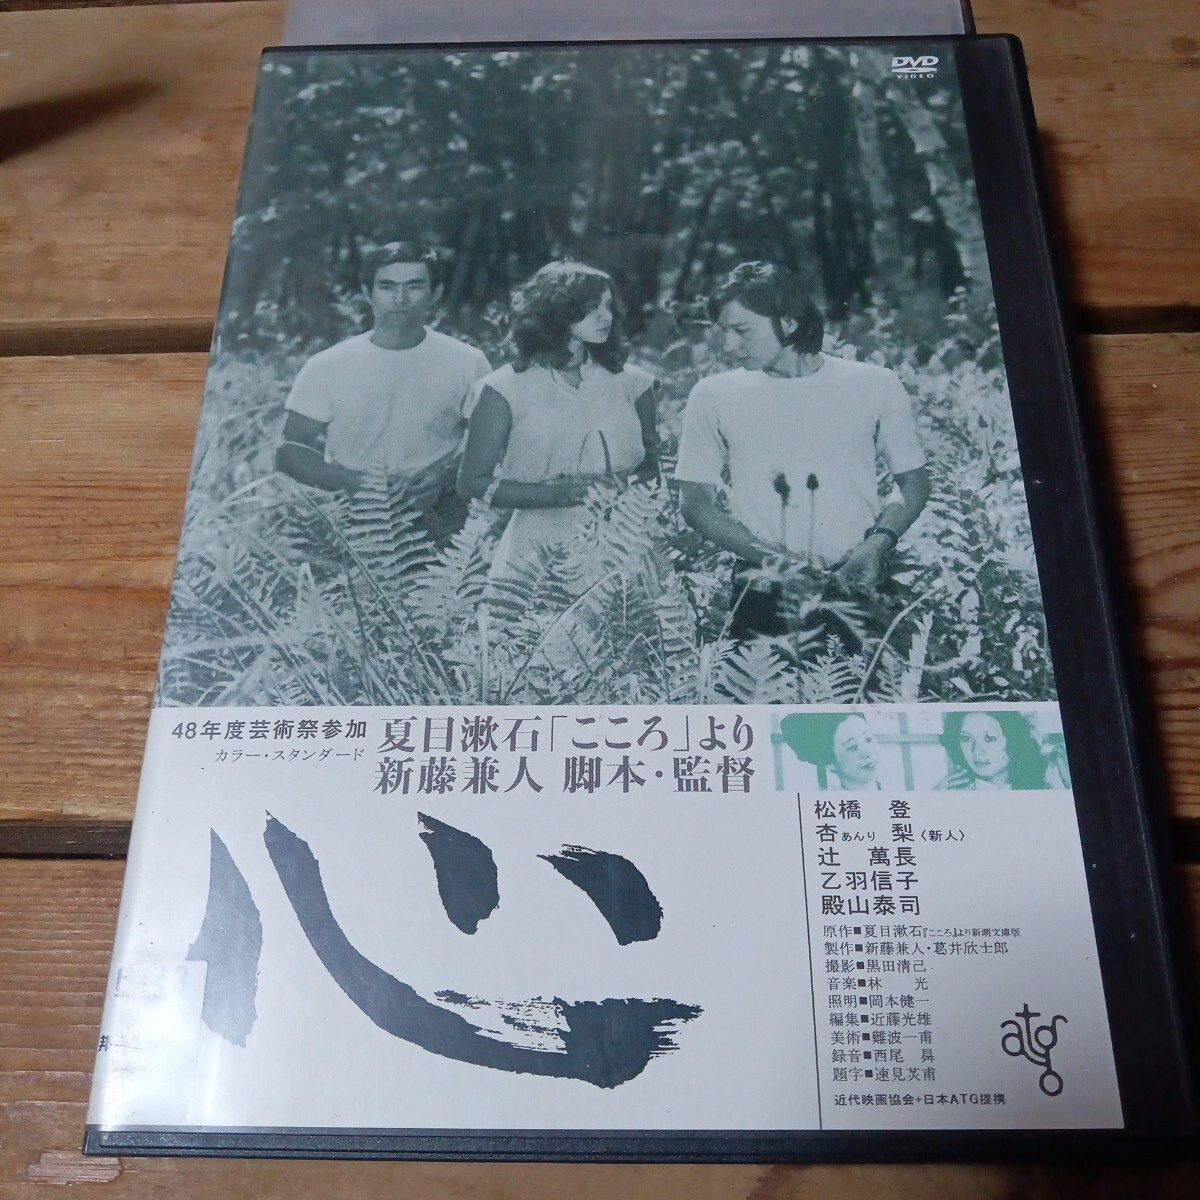 DVD
VIDEO
48年度芸術祭参加
カラー・スタンダード
夏目漱石「こころ」より
新藤兼人 脚本・監督
心
松橋 登
杏あんり梨〈新人〉
辻 萬長
乙羽信子
殿山泰司
原作■夏目漱石『こころ』より新潮文庫版
製作■新藤兼人・葛井欣士郎
撮影■黒田清己
音楽■林 光
照明■岡本健一
編集■近藤光雄
美術■難波一甫
録音■西尾 昇
題字■速見英甫
近代映画協会+日本ATG提携
atg